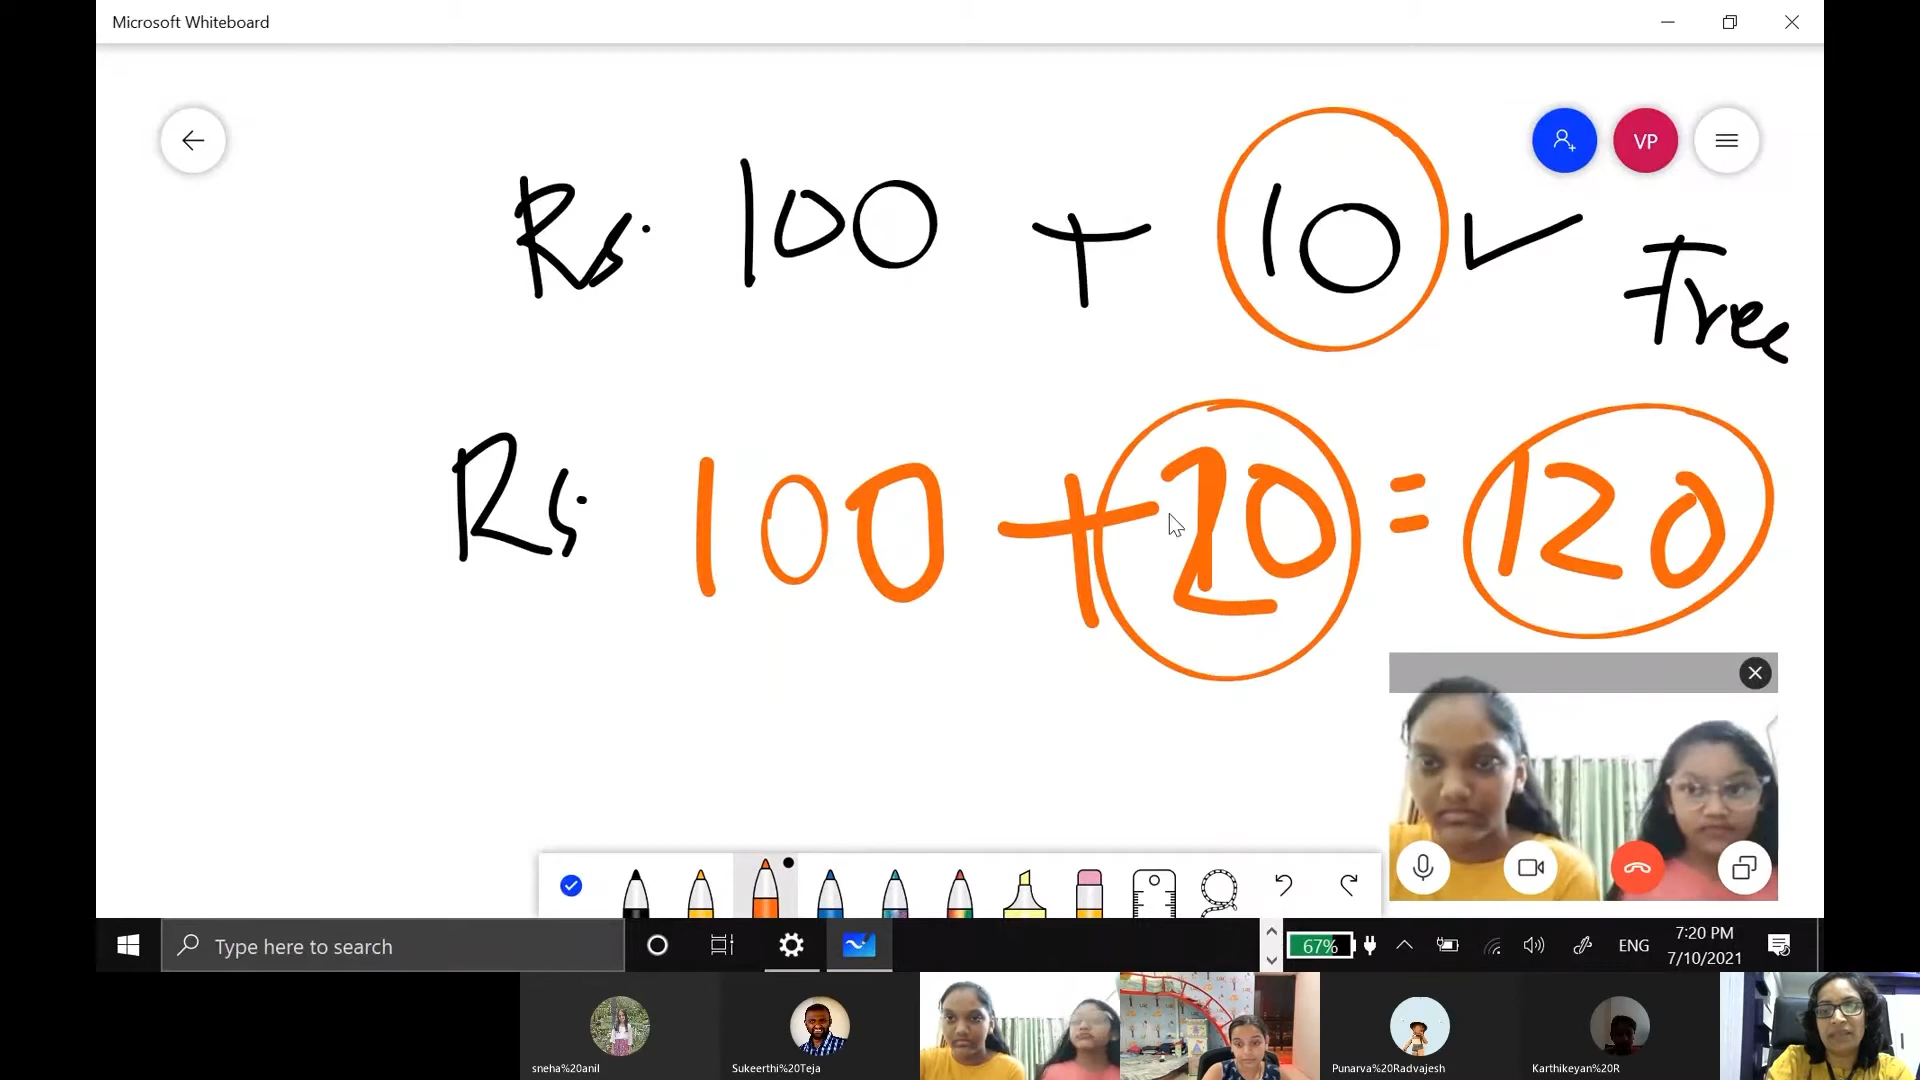 Microsoft Whiteboard
VP
Rs. 100 + 10 ✓ Free
Rs. 100 + 20 = 120
Type here to search
67%
ENG
7:20 PM
7/10/2021
sneha%20anil
Sukeerthi%20Teja
Punarva%20Radvajesh
Karthikeyan%20R